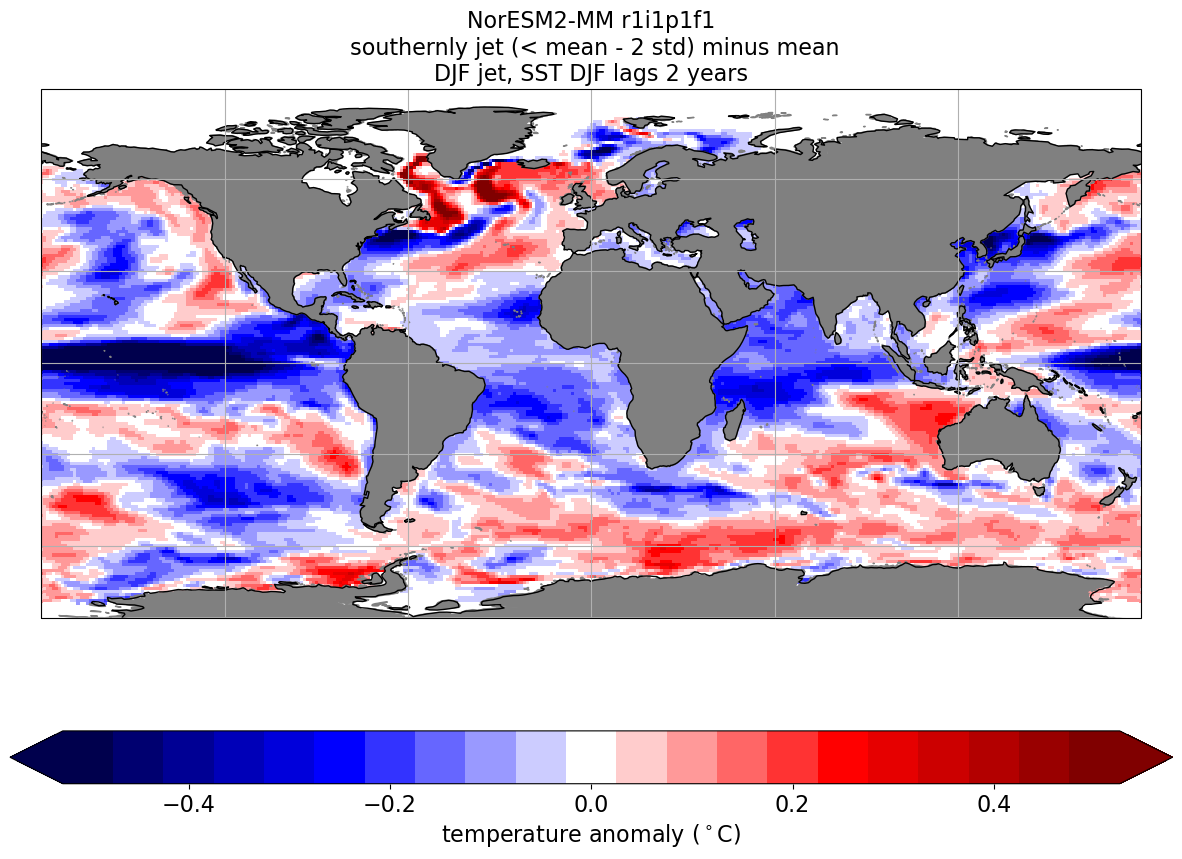 NorESM2-MM r1i1p1f1
southernly jet (< mean - 2 std) minus mean
DJF jet, SST DJF lags 2 years
−0.4 −0.2 0.0 0.2 0.4
temperature anomaly (°C)